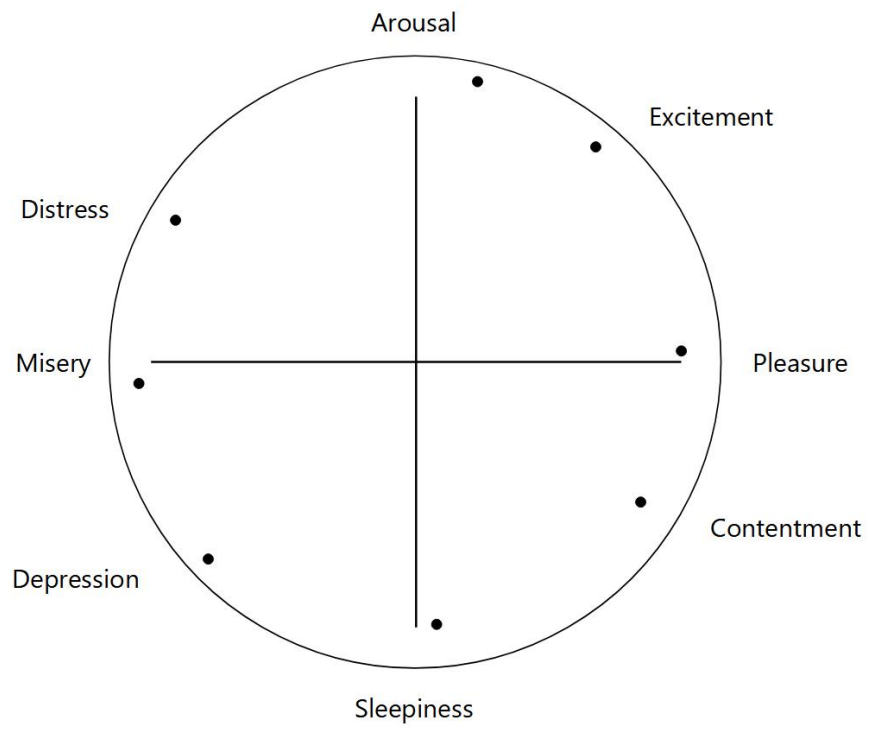 Arousal
Excitement
Distress
Misery
Pleasure
Contentment
Depression
Sleepiness